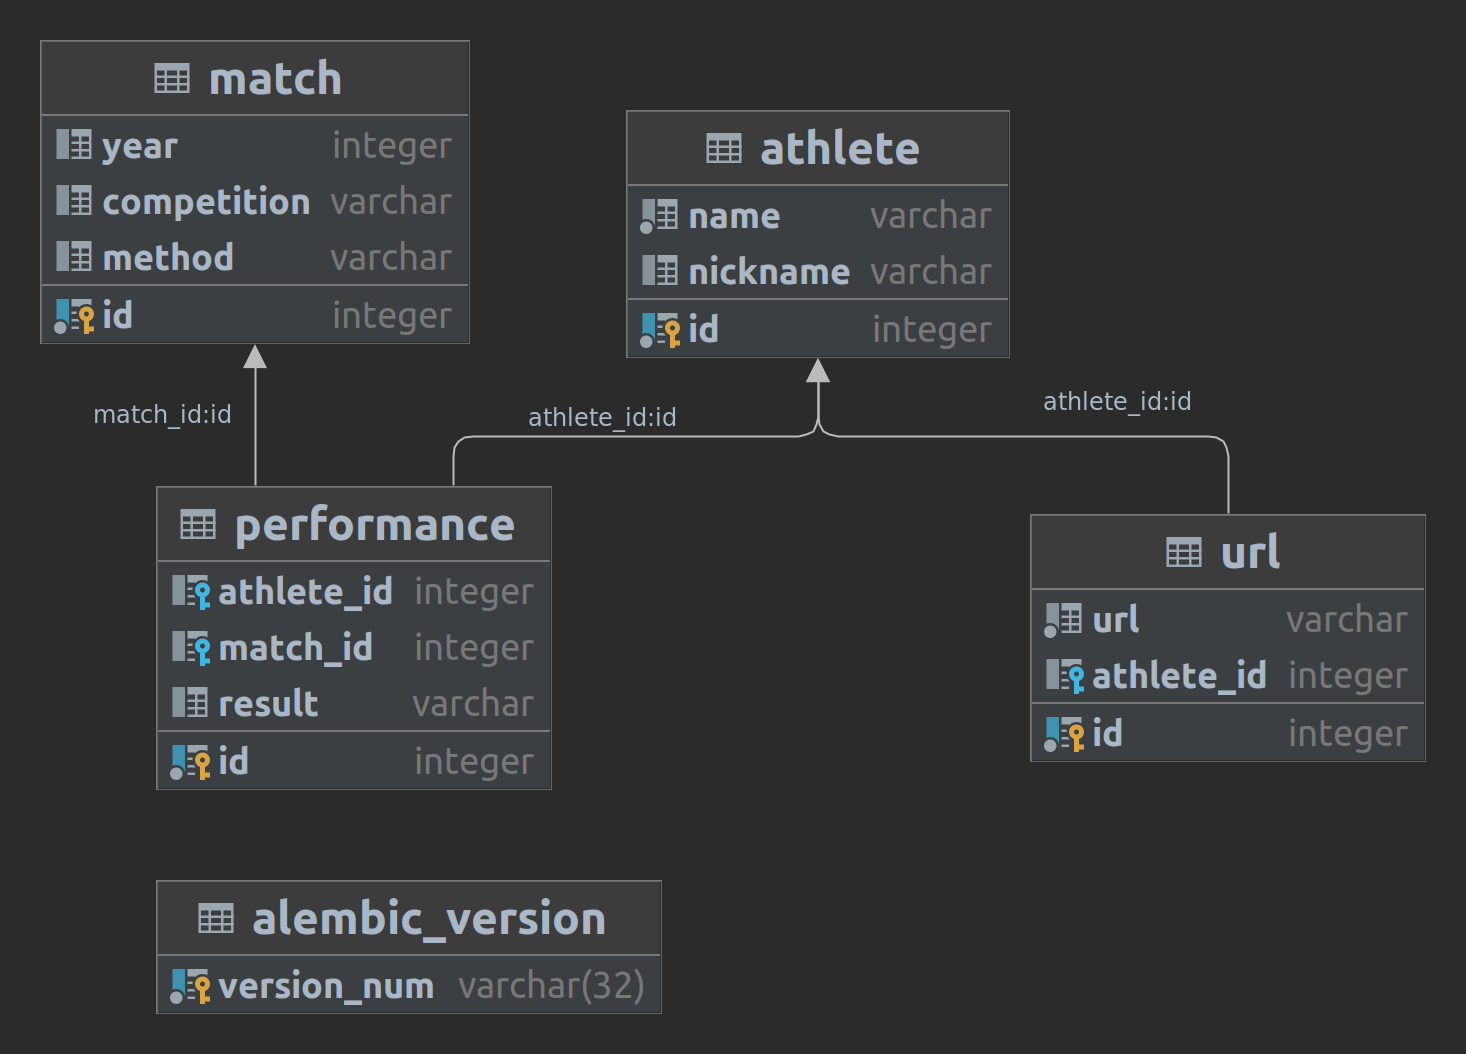 match
year integer
competition varchar
method varchar
id integer
athlete
name varchar
nickname varchar
id integer
match_id:id
athlete_id:id
athlete_id:id
performance
athlete_id integer
match_id integer
result varchar
id integer
url
url varchar
athlete_id integer
id integer
alembic_version
version_num varchar(32)